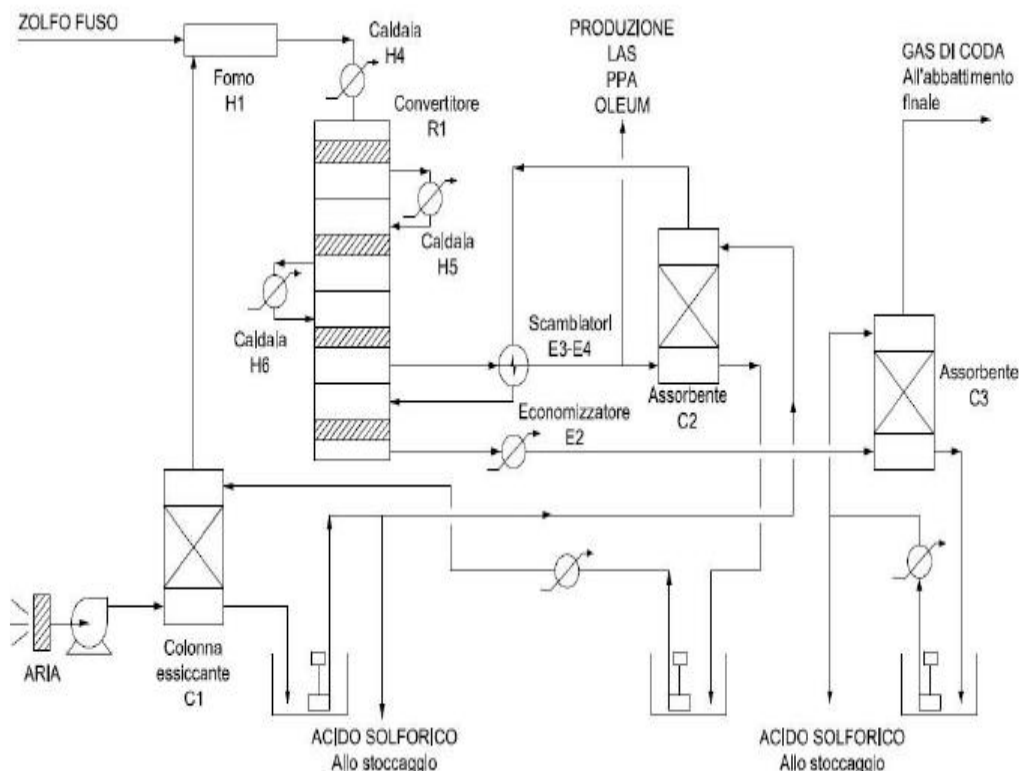 ZOLFO FUSO
Forno
H1
Caldaia
H4
Convertitore
R1
PRODUZIONE
LAS
PPA
OLEUM
GAS DI CODA
All'abbattimento
finale
Caldaia
H5
Caldaia
H6
Scambiatori
E3-E4
Assorbente
C2
Assorbente
C3
Economizzatore
E2
ARIA
Colonna
essiccante
C1
ACIDO SOLFORICO
Allo stoccaggio
ACIDO SOLFORICO
Allo stoccaggio